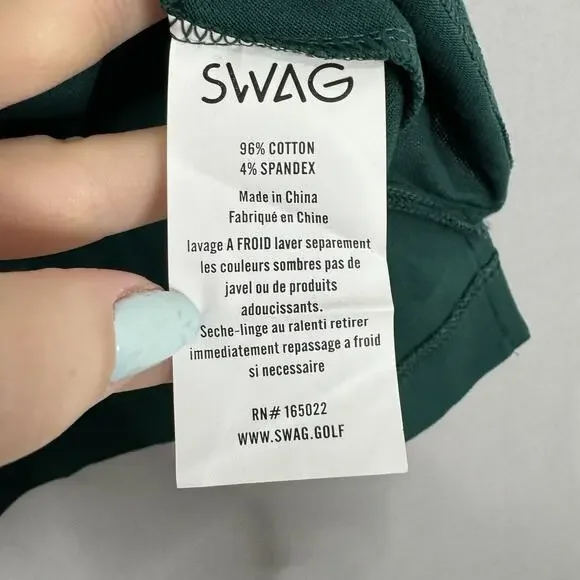 SWAG
96% COTTON
4% SPANDEX
Made in China
Fabriqué en Chine
lavage A FROID laver separement
les couleurs sombres pas de
javel ou de produits
adoucissants.
Seche-linge au ralenti retirer
immediatement repassage a froid
si necessaire
RN# 165022
WWW.SWAG.GOLF